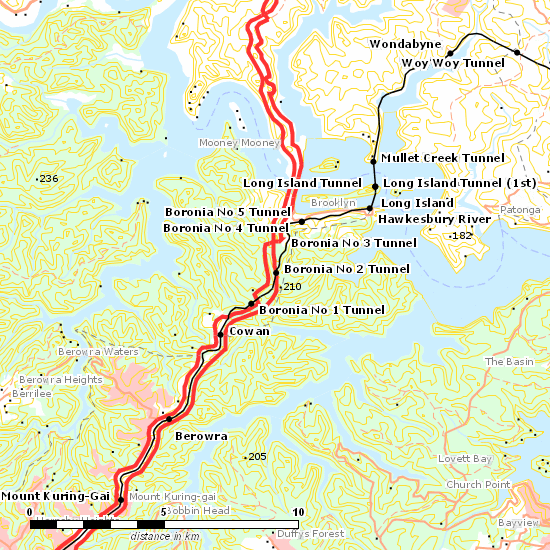 Wondabyne
Woy Woy Tunnel
Mooney Mooney
Mullet Creek Tunnel
236
Long Island Tunnel
Long Island Tunnel (1st)
Brooklyn
Long Island
Patonga
Boronia No 5 Tunnel
Hawkesbury River
Boronia No 4 Tunnel
182
Boronia No 3 Tunnel
Boronia No 2 Tunnel
210
Boronia No 1 Tunnel
Cowan
Berowra Waters
The Basin
Berowra Heights
Berrilee
Berowra
205
Lovett Bay
Church Point
Mount Kuring-Gai
Mount Kuring-gai
Bobbin Head
0 5 10
Heights
Bayview
distance in km
Duffys Forest